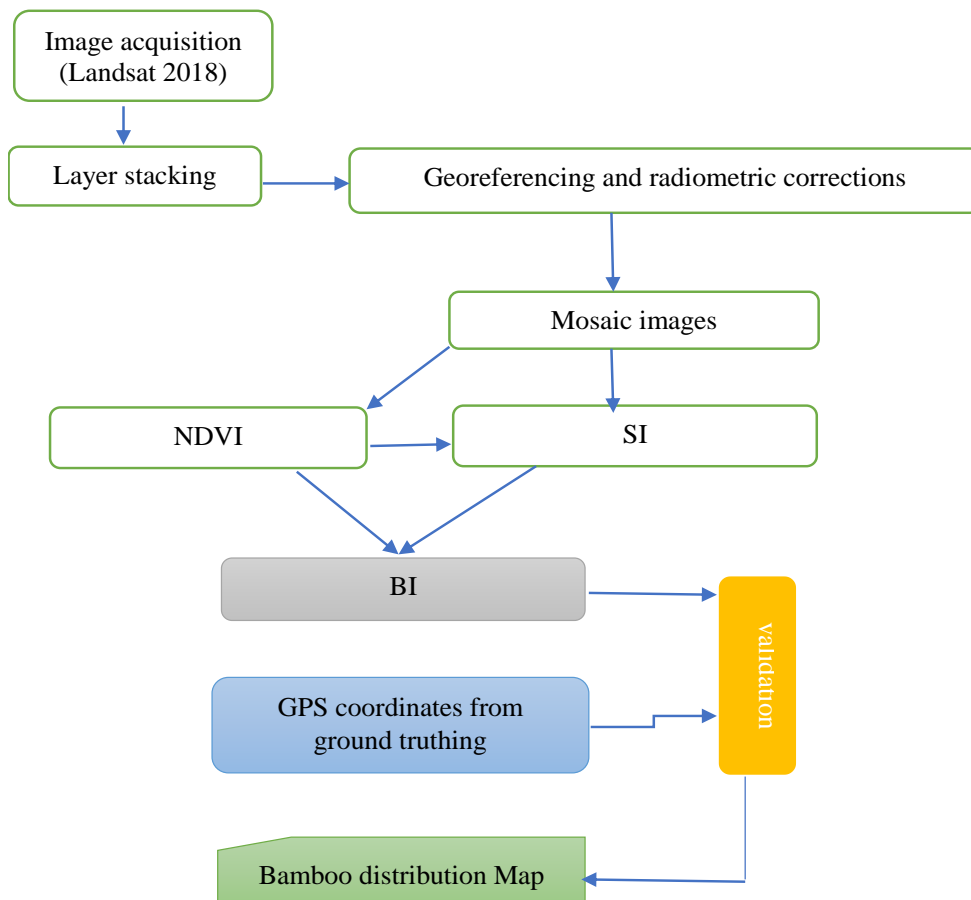 Image acquisition
(Landsat 2018)
Layer stacking
Georeferencing and radiometric corrections
Mosaic images
NDVI
SI
BI
validation
GPS coordinates from
ground truthing
Bamboo distribution Map